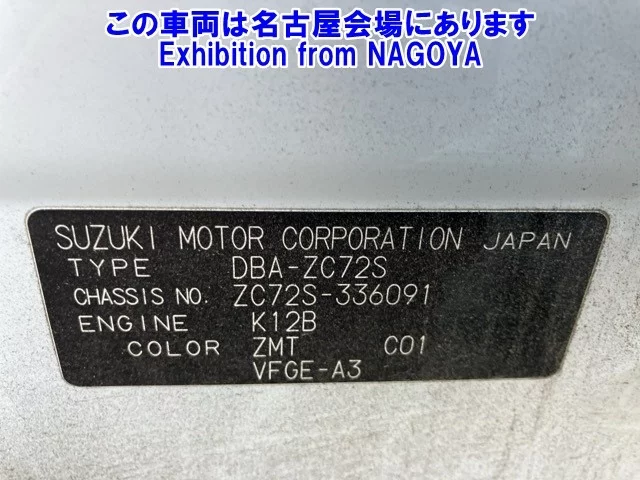 この車両は名古屋会場にあります
Exhibition from NAGOYA
SUZUKI MOTOR CORPORATION JAPAN
TYPE DBA-ZC72S
CHASSIS NO. ZC72S-336091
ENGINE K12B
COLOR ZMT C01
VFGE-A3